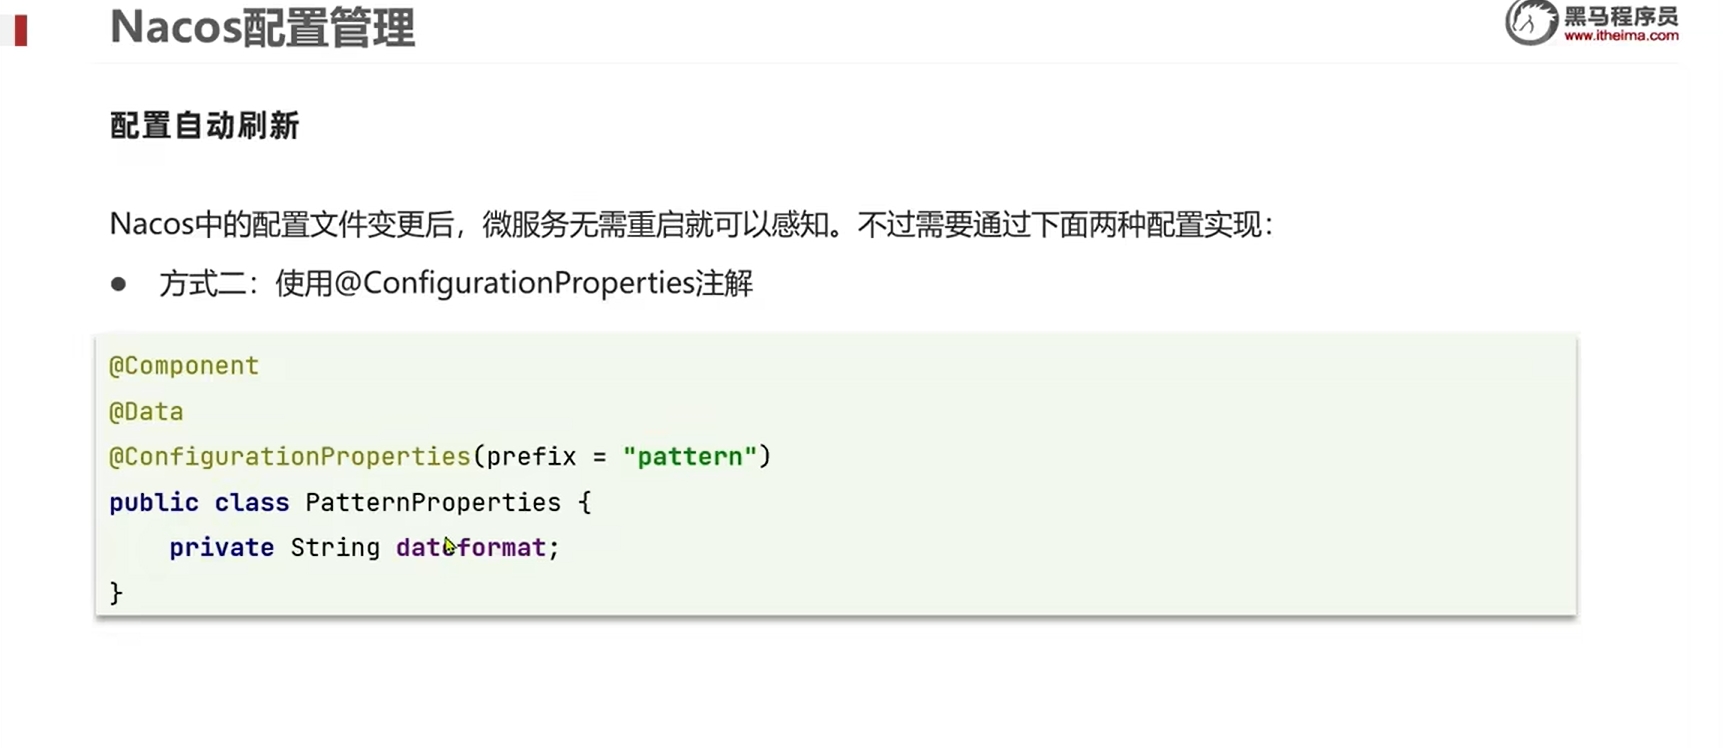 Nacos配置管理
黑马程序员
www.itheima.com
配置自动刷新
Nacos中的配置文件变更后，微服务无需重启就可以感知。不过需要通过下面两种配置实现：
● 方式二：使用@ConfigurationProperties注解
@Component
@Data
@ConfigurationProperties(prefix = "pattern")
public class PatternProperties {
    private String dateformat;
}